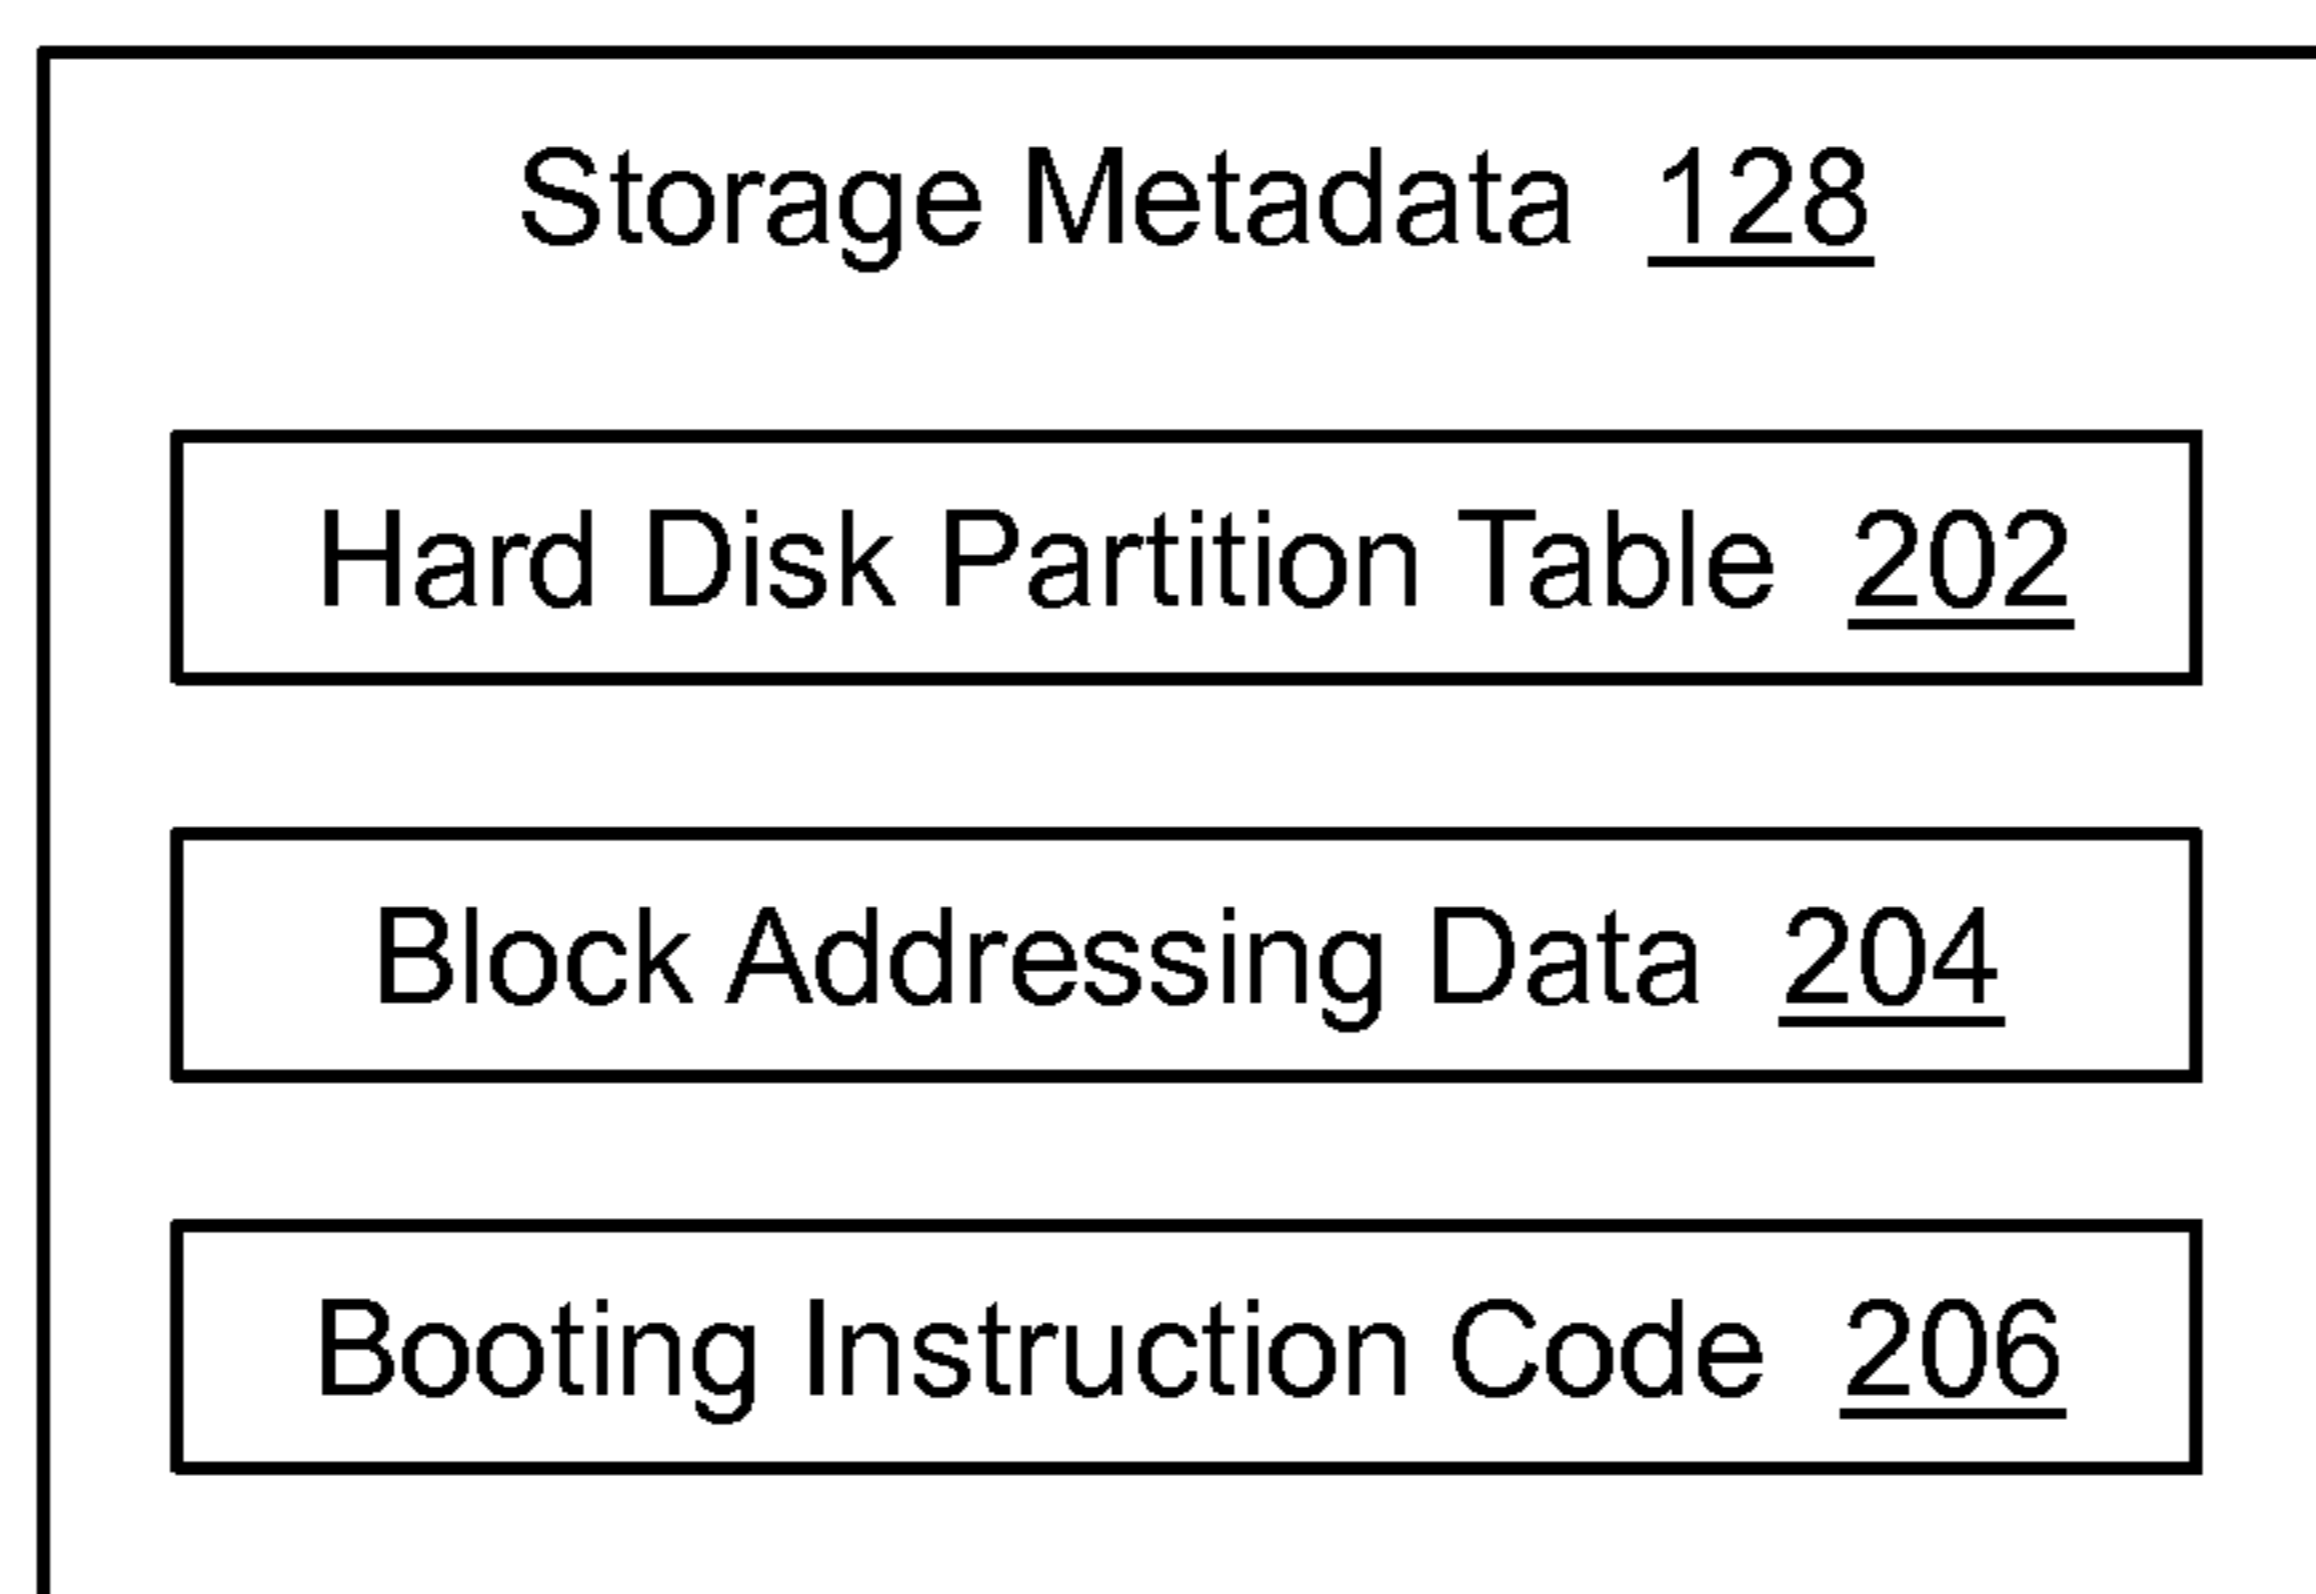 Storage Metadata 128
Hard Disk Partition Table 202
Block Addressing Data 204
Booting Instruction Code 206